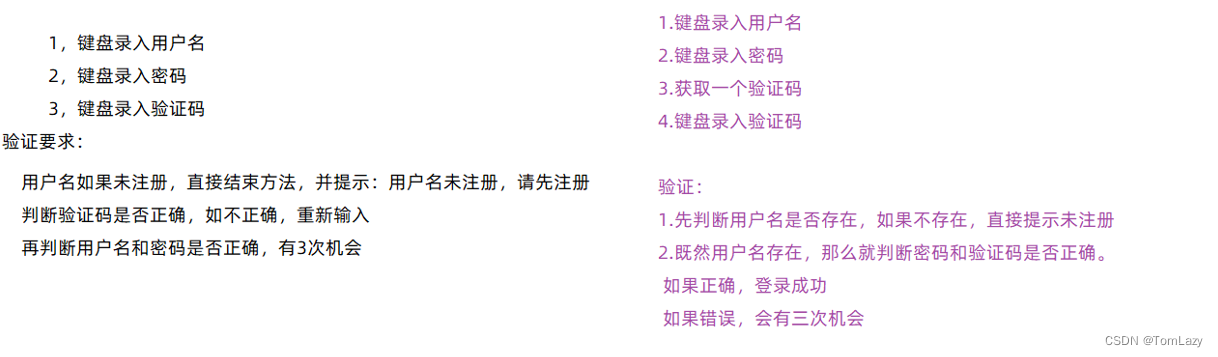 1，键盘录入用户名
2，键盘录入密码
3，键盘录入验证码
验证要求：
用户名如果未注册，直接结束方法，并提示：用户名未注册，请先注册
判断验证码是否正确，如不正确，重新输入
再判断用户名和密码是否正确，有3次机会
1.键盘录入用户名
2.键盘录入密码
3.获取一个验证码
4.键盘录入验证码
验证：
1.先判断用户名是否存在，如果不存在，直接提示未注册
2.既然用户名存在，那么就判断密码和验证码是否正确。
如果正确，登录成功
如果错误，会有三次机会
CSDN @TomLazy